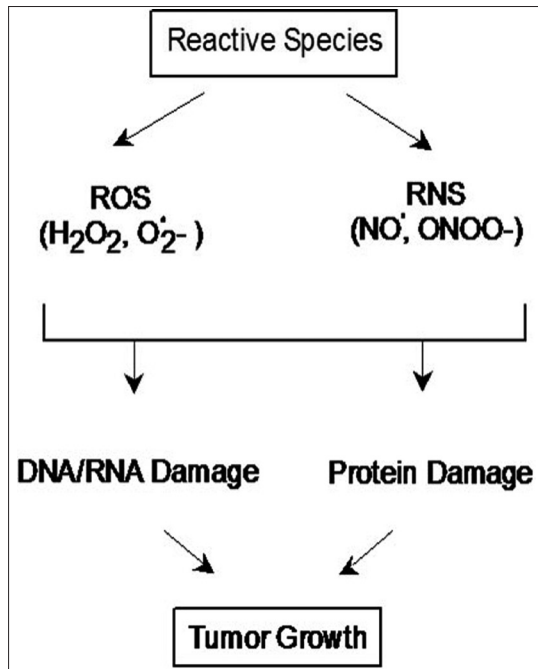 Reactive Species
ROS
(H₂O₂, O₂•-)
RNS
(NO•, ONOO-)
DNA/RNA Damage
Protein Damage
Tumor Growth